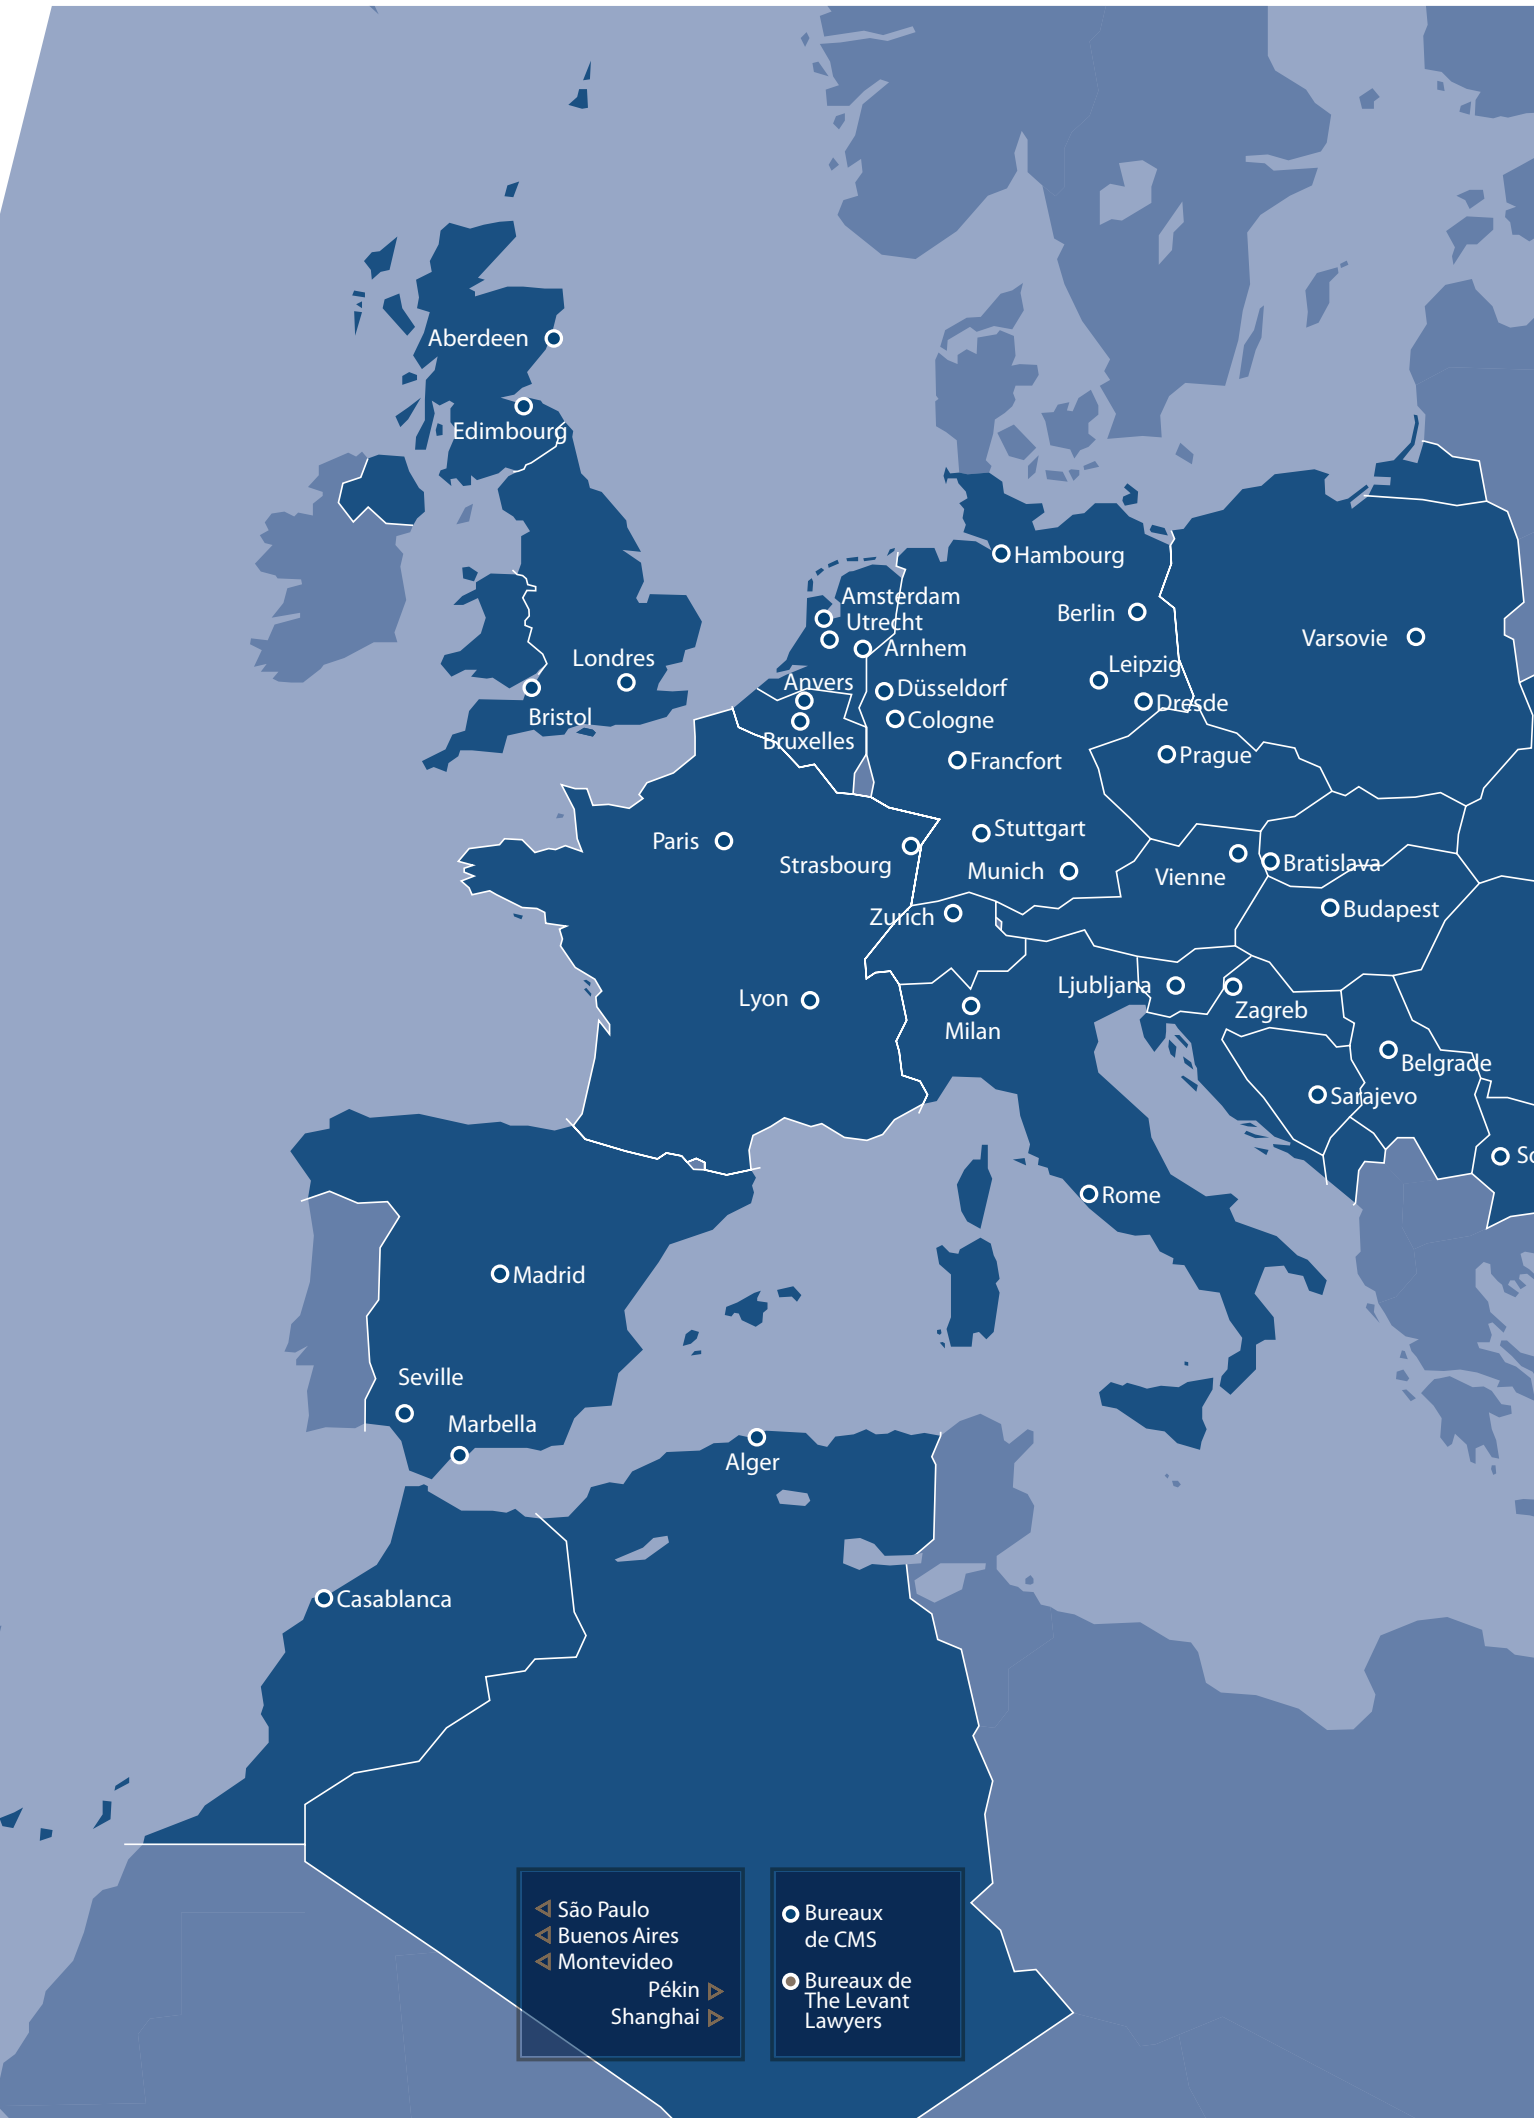 Aberdeen
Edimbourg
Hambourg
Amsterdam
Berlin
Utrecht
Varsovie
Arnhem
Londres
Leipzig
Anvers
Düsseldorf
Dresde
Bristol
Cologne
Bruxelles
Prague
Francfort
Stuttgart
Paris
Strasbourg
Bratislava
Munich
Vienne
Budapest
Zurich
Ljubljana
Lyon
Zagreb
Milan
Belgrade
Sarajevo
Rome
Madrid
Seville
Marbella
Alger
Casablanca
São Paulo
Buenos Aires
Montevideo
Pékin
Shanghai
Bureaux
de CMS
Bureaux de
The Levant
Lawyers